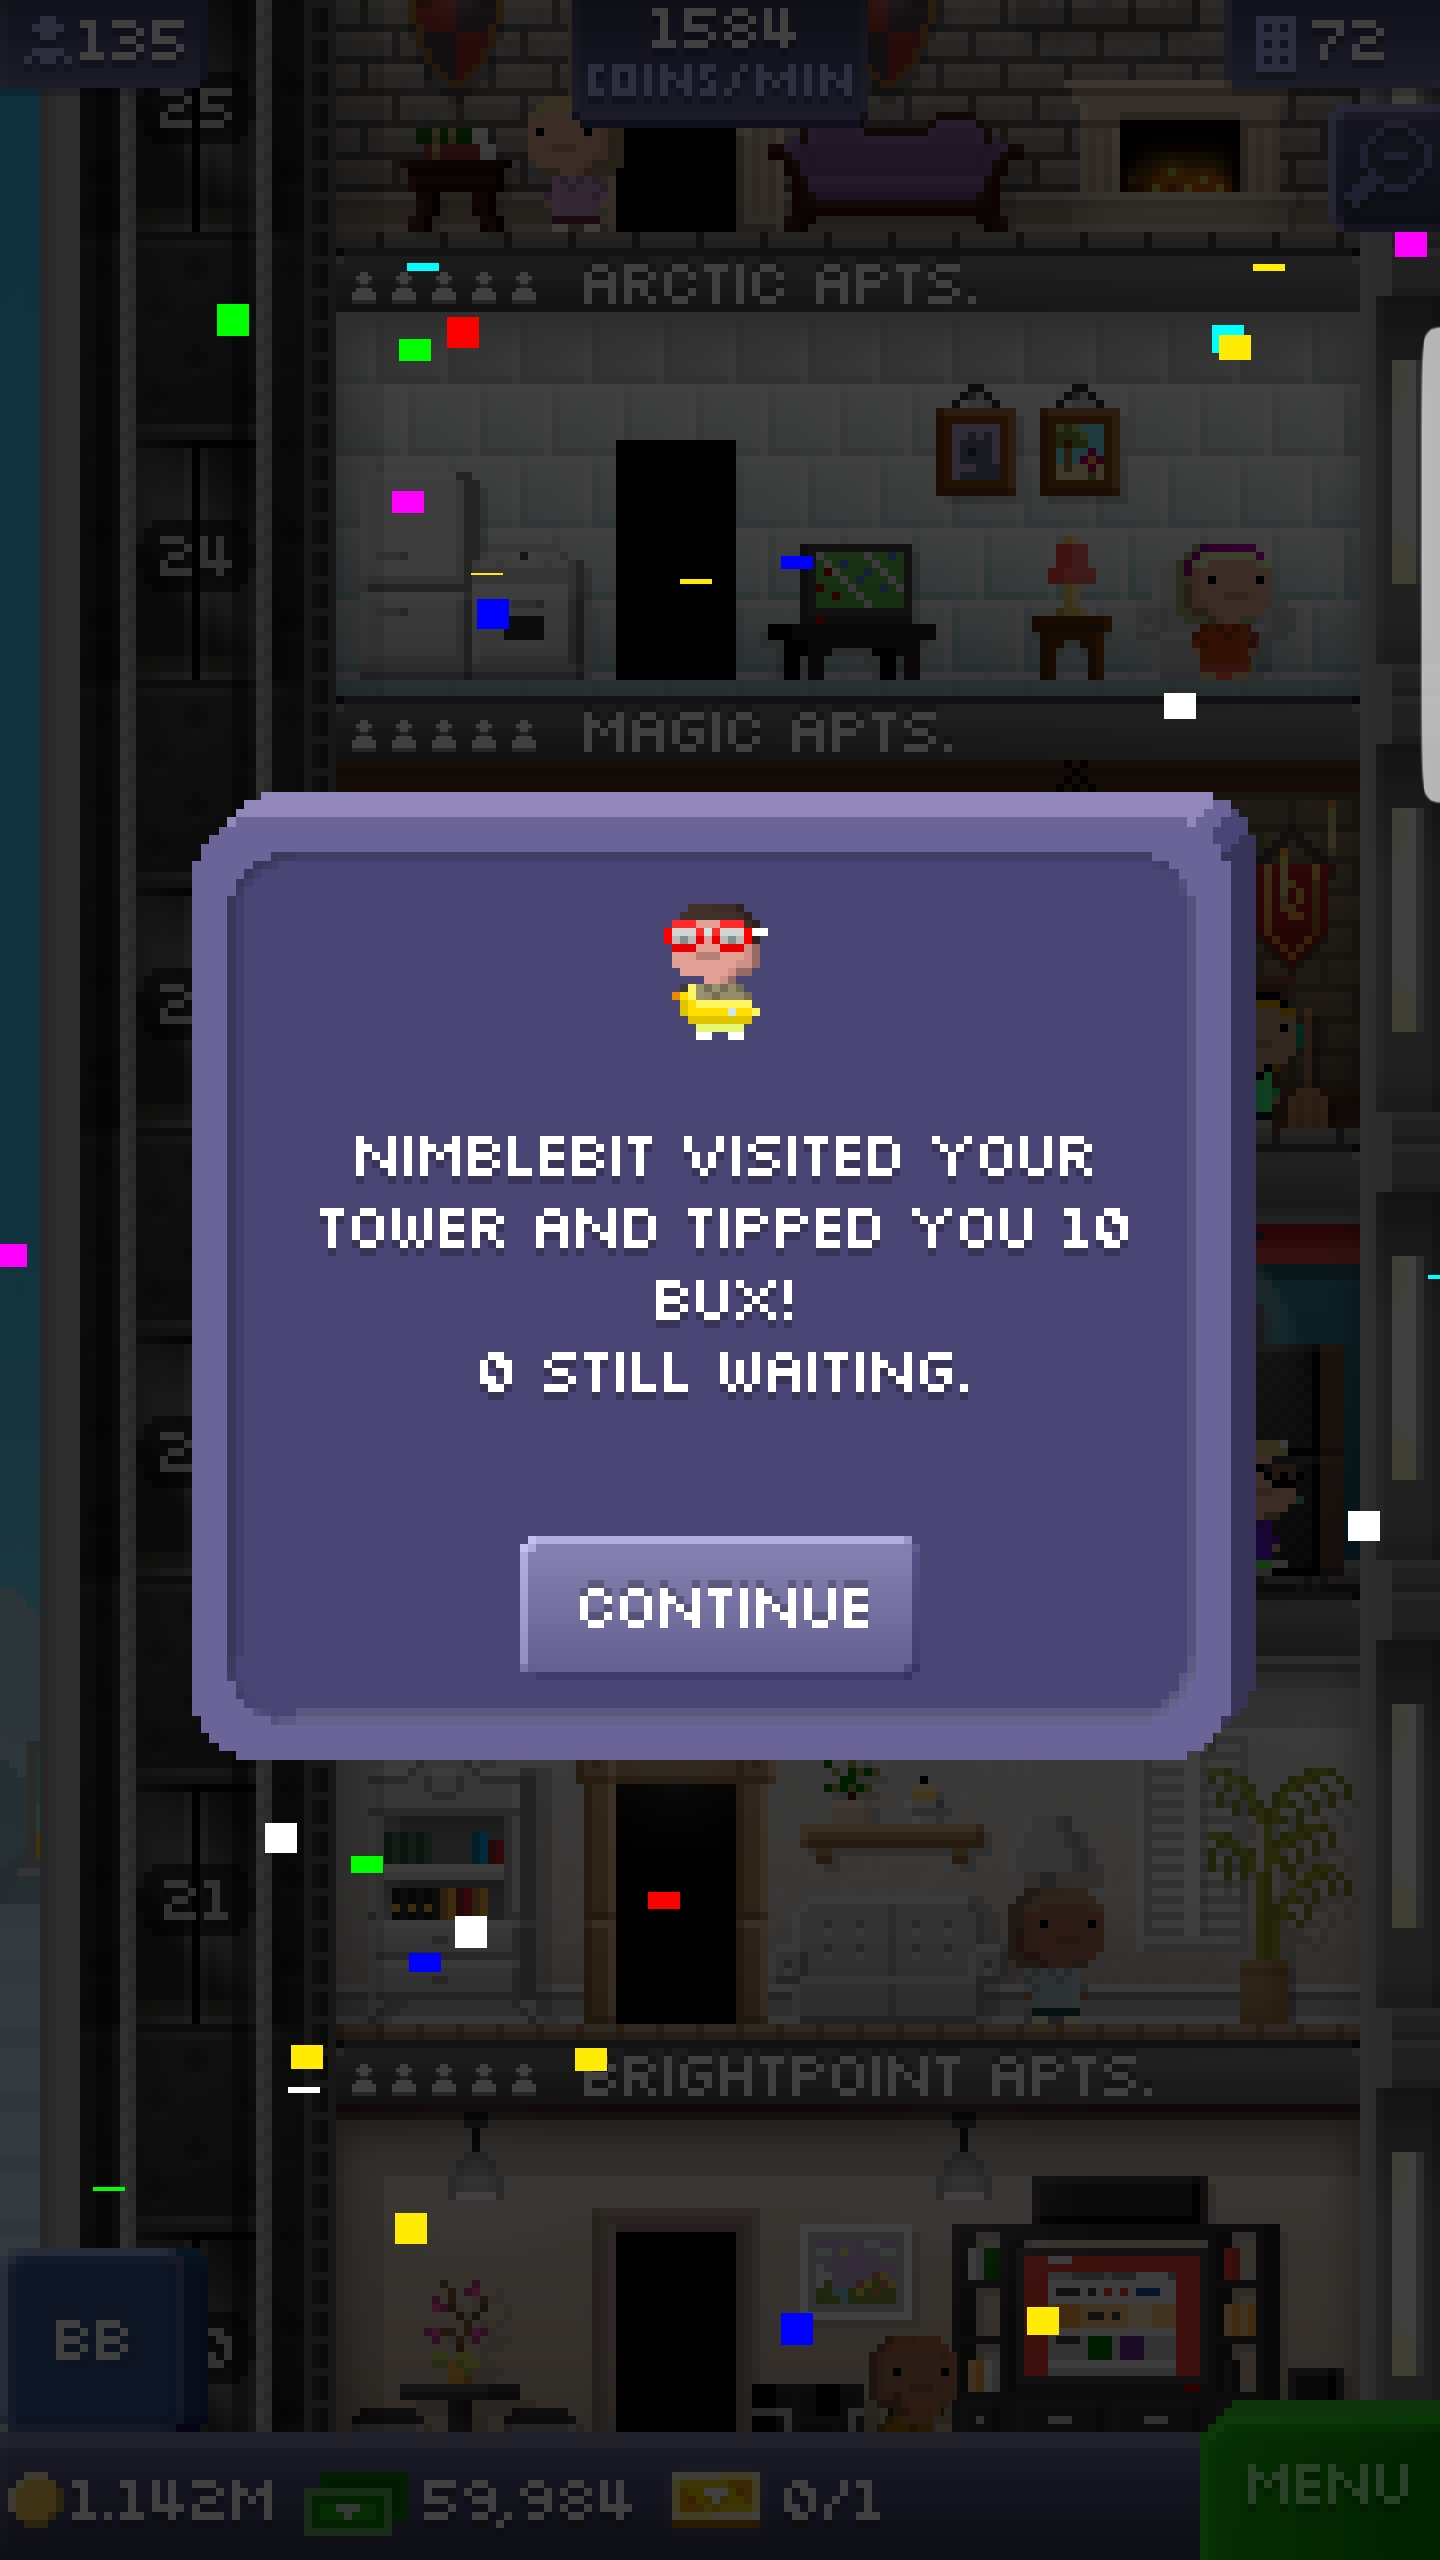 135
1584
COINS/MIN
72
25
ARCTIC APTS.
24
MAGIC APTS.
NIMBLEBIT VISITED YOUR
TOWER AND TIPPED YOU 10
BUX!
0 STILL WAITING.
CONTINUE
21
BRIGHTPOINT APTS.
BB
1.142M
59,984
0/1
MENU